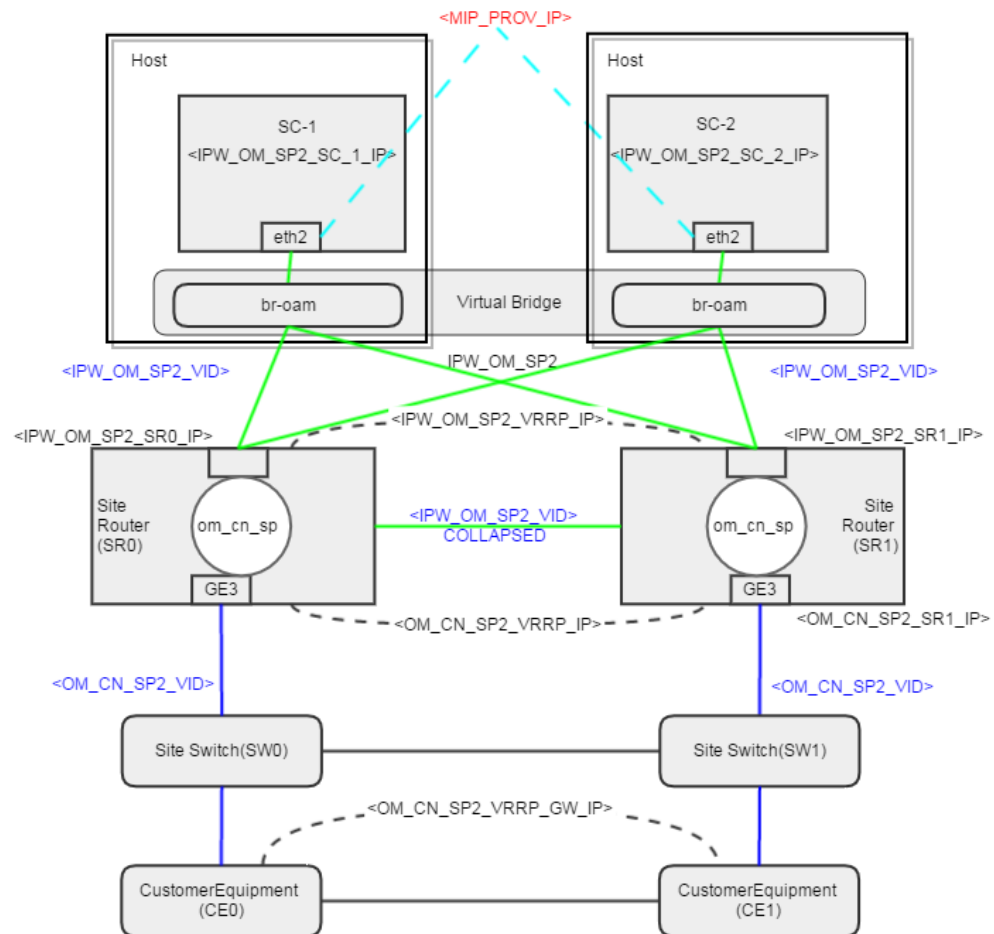 <MIP_PROV_IP>
Host
Host
SC-1
<IPW_OM_SP2_SC_1_IP>
SC-2
<IPW_OM_SP2_SC_2_IP>
eth2
eth2
br-oam
Virtual Bridge
br-oam
<IPW_OM_SP2_VID>
IPW_OM_SP2
<IPW_OM_SP2_VID>
<IPW_OM_SP2_VRRP_IP>
<IPW_OM_SP2_SR0_IP>
<IPW_OM_SP2_SR1_IP>
Site
Router
(SR0)
om_cn_sp
<IPW_OM_SP2_VID>
COLLAPSED
om_cn_sp
Site
Router
(SR1)
GE3
GE3
<OM_CN_SP2_VRRP_IP>
<OM_CN_SP2_SR1_IP>
<OM_CN_SP2_VID>
<OM_CN_SP2_VID>
Site Switch(SW0)
Site Switch(SW1)
<OM_CN_SP2_VRRP_GW_IP>
CustomerEquipment
(CE0)
CustomerEquipment
(CE1)